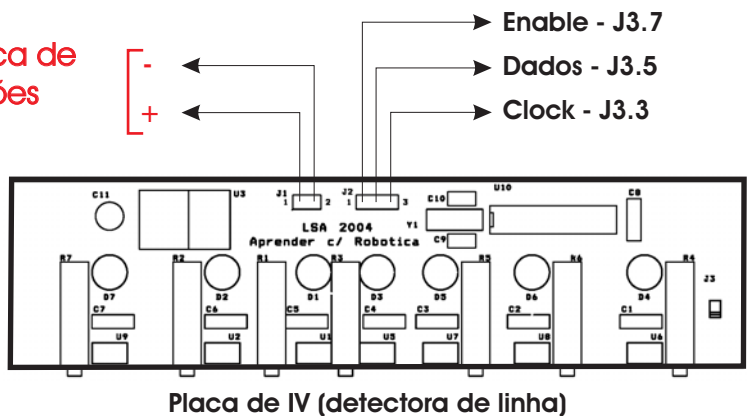 Enable - J3.7
ca de
ões
-
Dados - J3.5
+
Clock - J3.3
C11
U3
J1
1 2
J2
1 3
C10
U10
C8
Y1
LSA 2004
Aprender c/ Robotica
C9
R7
R2
R1
R3
R5
R6
R4
J3
D7
D2
D1
D3
D5
D6
D4
C7
C6
C5
C4
C3
C2
C1
U9
U2
U1
U5
U7
U8
U6
Placa de IV (detectora de linha)